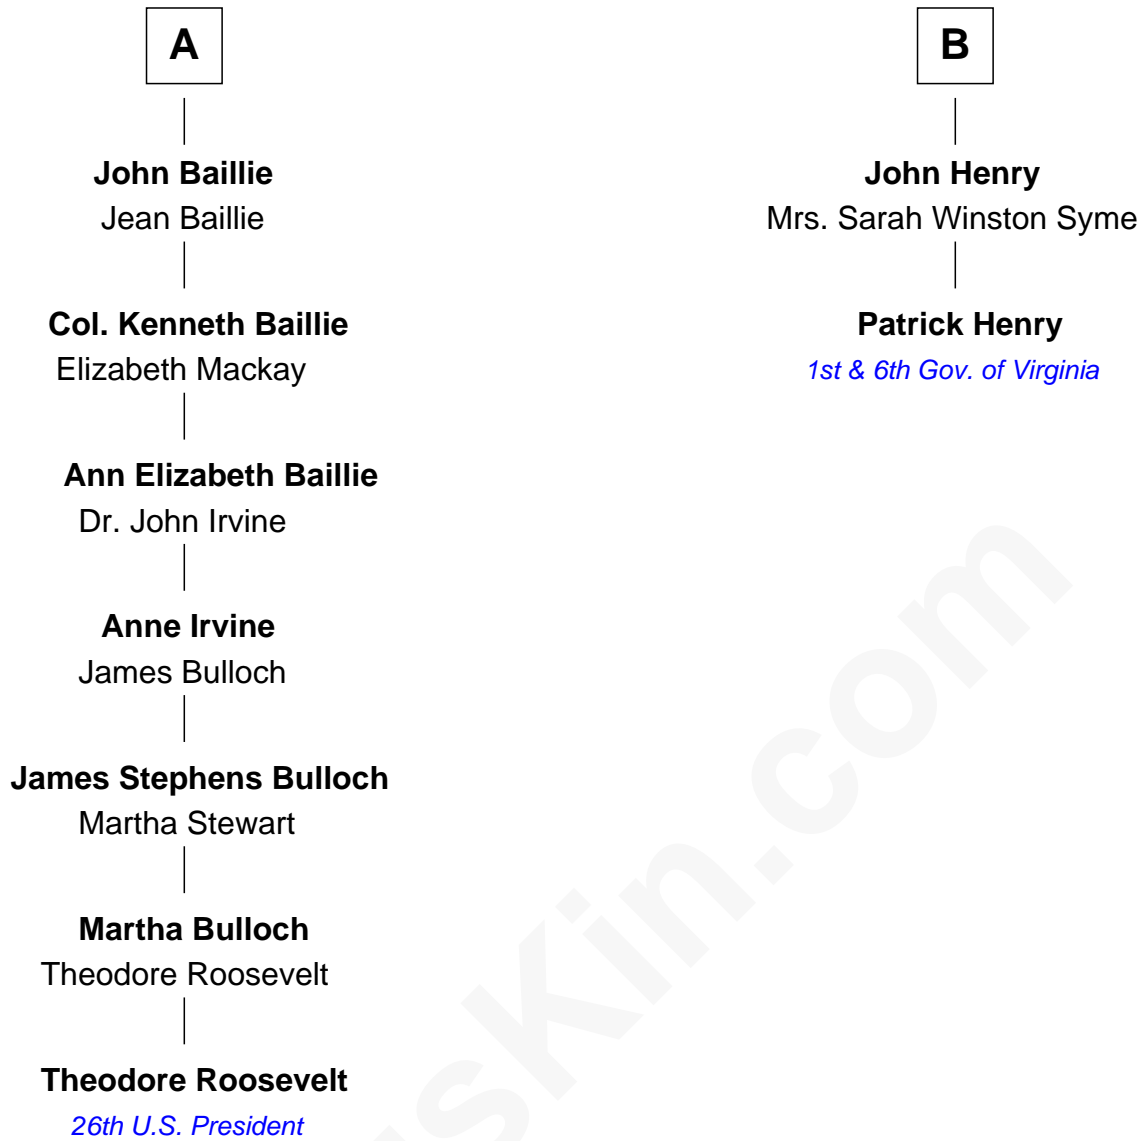 A
John Baillie
Jean Baillie
Col. Kenneth Baillie
Elizabeth Mackay
Ann Elizabeth Baillie
Dr. John Irvine
Anne Irvine
James Bulloch
James Stephens Bulloch
Martha Stewart
Martha Bulloch
Theodore Roosevelt
Theodore Roosevelt
26th U.S. President
B
John Henry
Mrs. Sarah Winston Syme
Patrick Henry
1st & 6th Gov. of Virginia
sKin.com